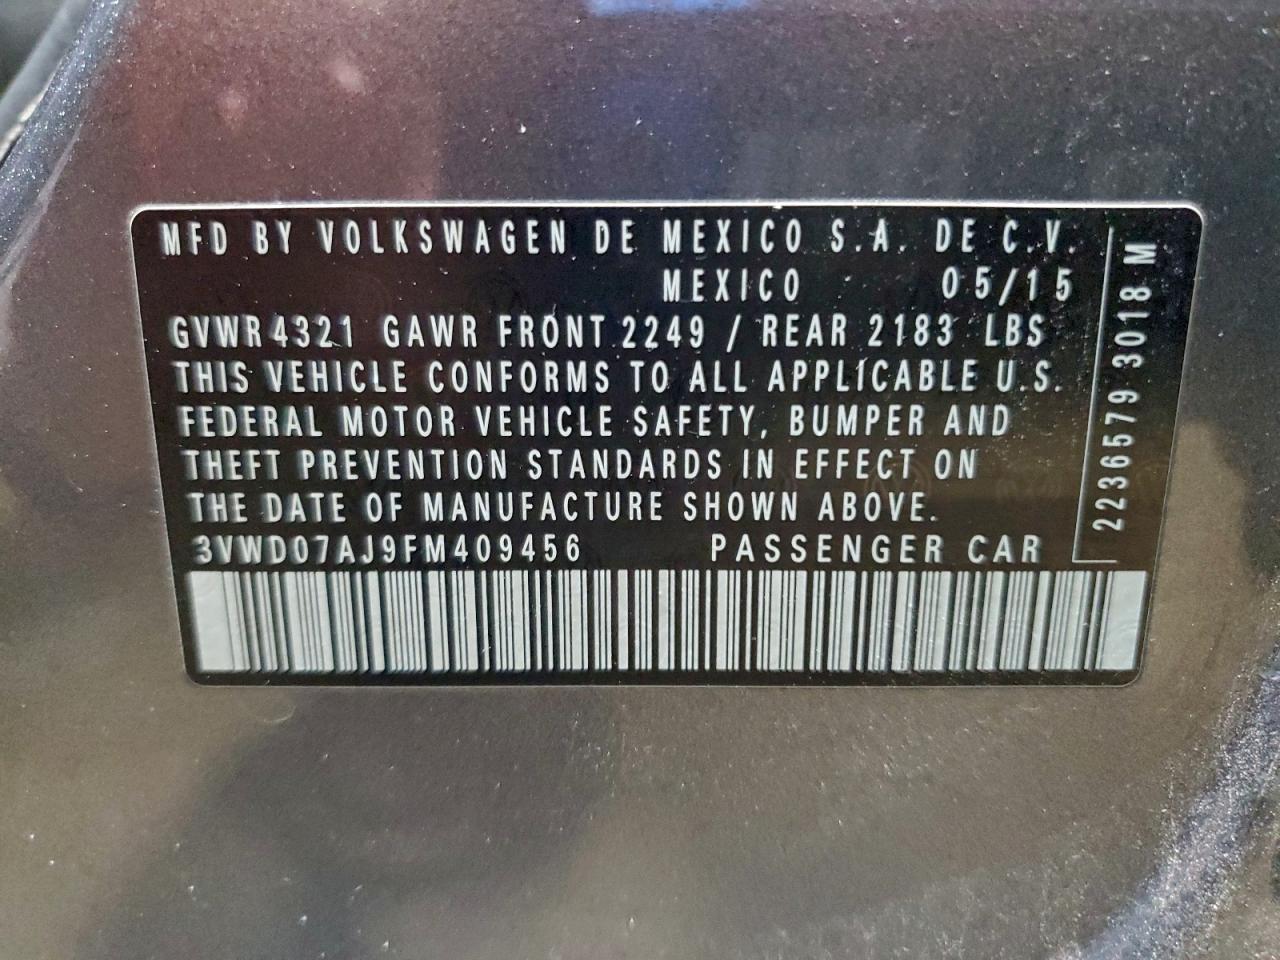 MFD BY VOLKSWAGEN DE MEXICO S.A. DE C.V.
MEXICO 05/15
GVWR 4321 GAWR FRONT 2249 / REAR 2183 LBS
THIS VEHICLE CONFORMS TO ALL APPLICABLE U.S.
FEDERAL MOTOR VEHICLE SAFETY, BUMPER AND
THEFT PREVENTION STANDARDS IN EFFECT ON
THE DATE OF MANUFACTURE SHOWN ABOVE.
3VWD07AJ9FM409456 PASSENGER CAR
2236579 3018 M